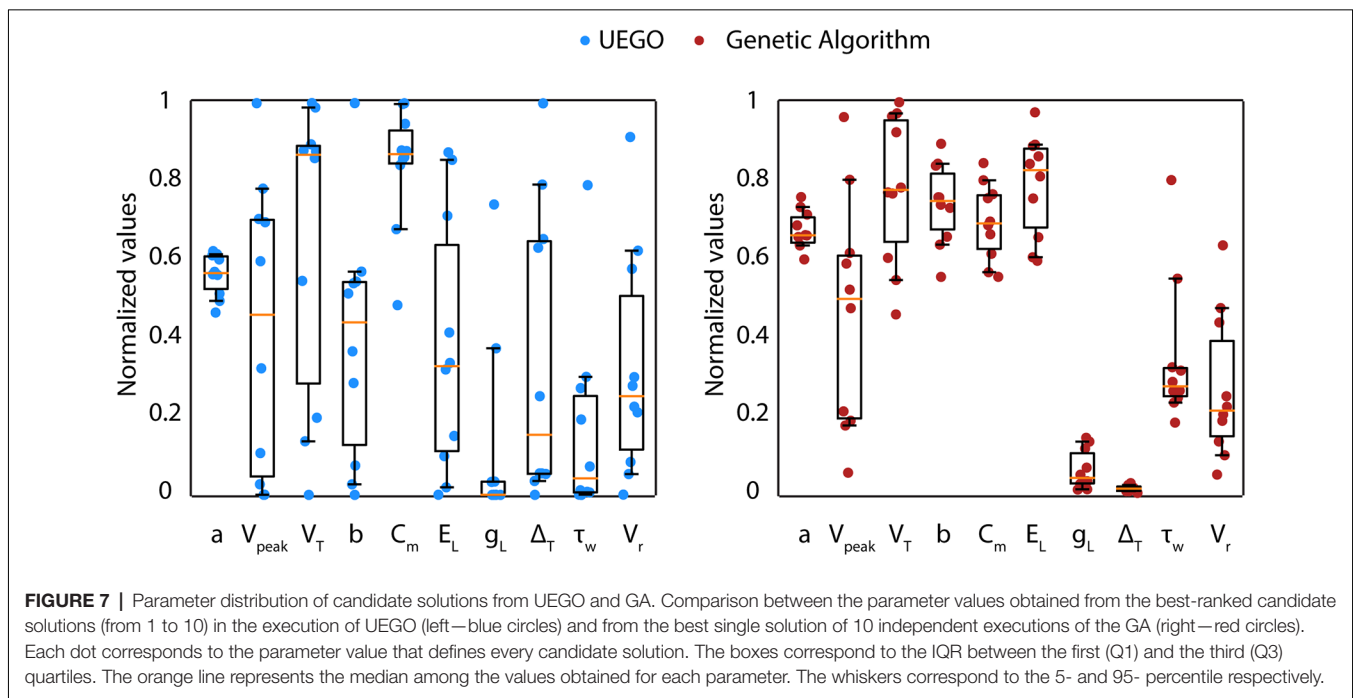 UEGO Genetic Algorithm
Normalized values
1
0.8
0.6
0.4
0.2
0
a V_peak V_T b C_m E_L g_L Δ_T τ_w V_r
Normalized values
1
0.8
0.6
0.4
0.2
0
a V_peak V_T b C_m E_L g_L Δ_T τ_w V_r
FIGURE 7 | Parameter distribution of candidate solutions from UEGO and GA. Comparison between the parameter values obtained from the best-ranked candidate
solutions (from 1 to 10) in the execution of UEGO (left—blue circles) and from the best single solution of 10 independent executions of the GA (right—red circles).
Each dot corresponds to the parameter value that defines every candidate solution. The boxes correspond to the IQR between the first (Q1) and the third (Q3)
quartiles. The orange line represents the median among the values obtained for each parameter. The whiskers correspond to the 5- and 95- percentile respectively.